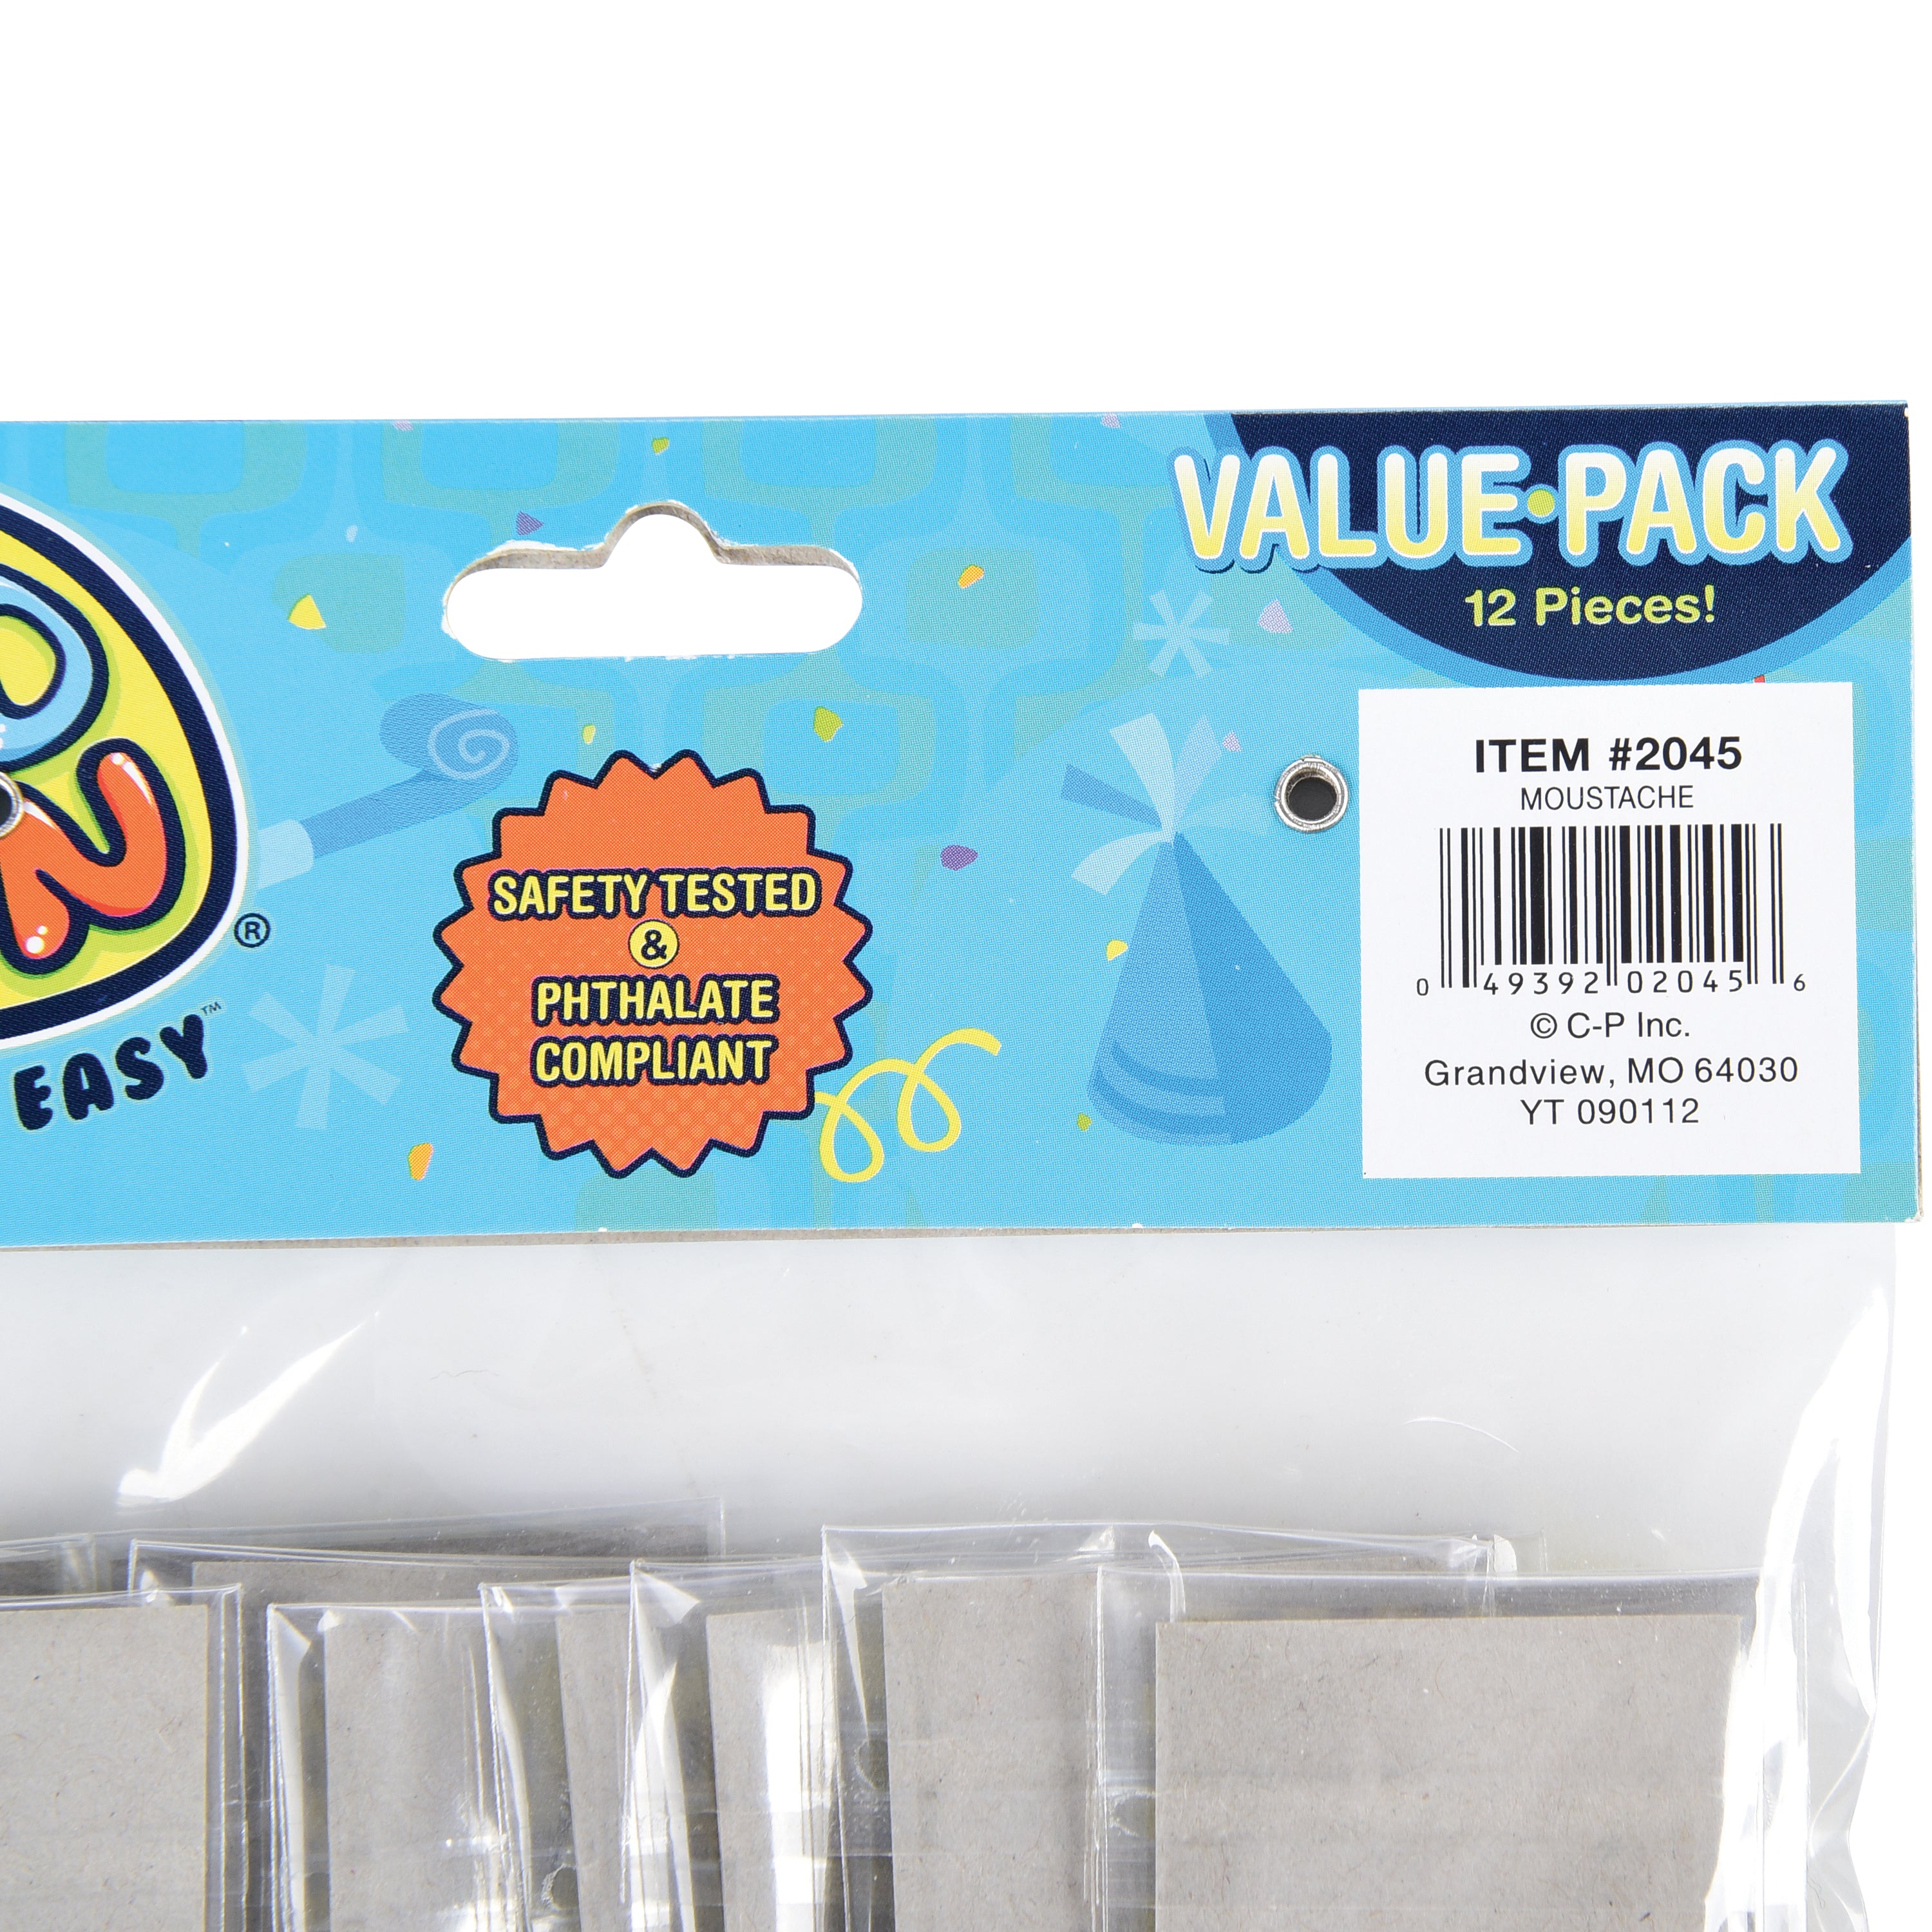 VALUE•PACK
12 Pieces!
ITEM #2045
MOUSTACHE
0 49392 02045 6
© C-P Inc.
Grandview, MO 64030
YT 090112
SAFETY TESTED
&
PHTHALATE
COMPLIANT
®
EASY™